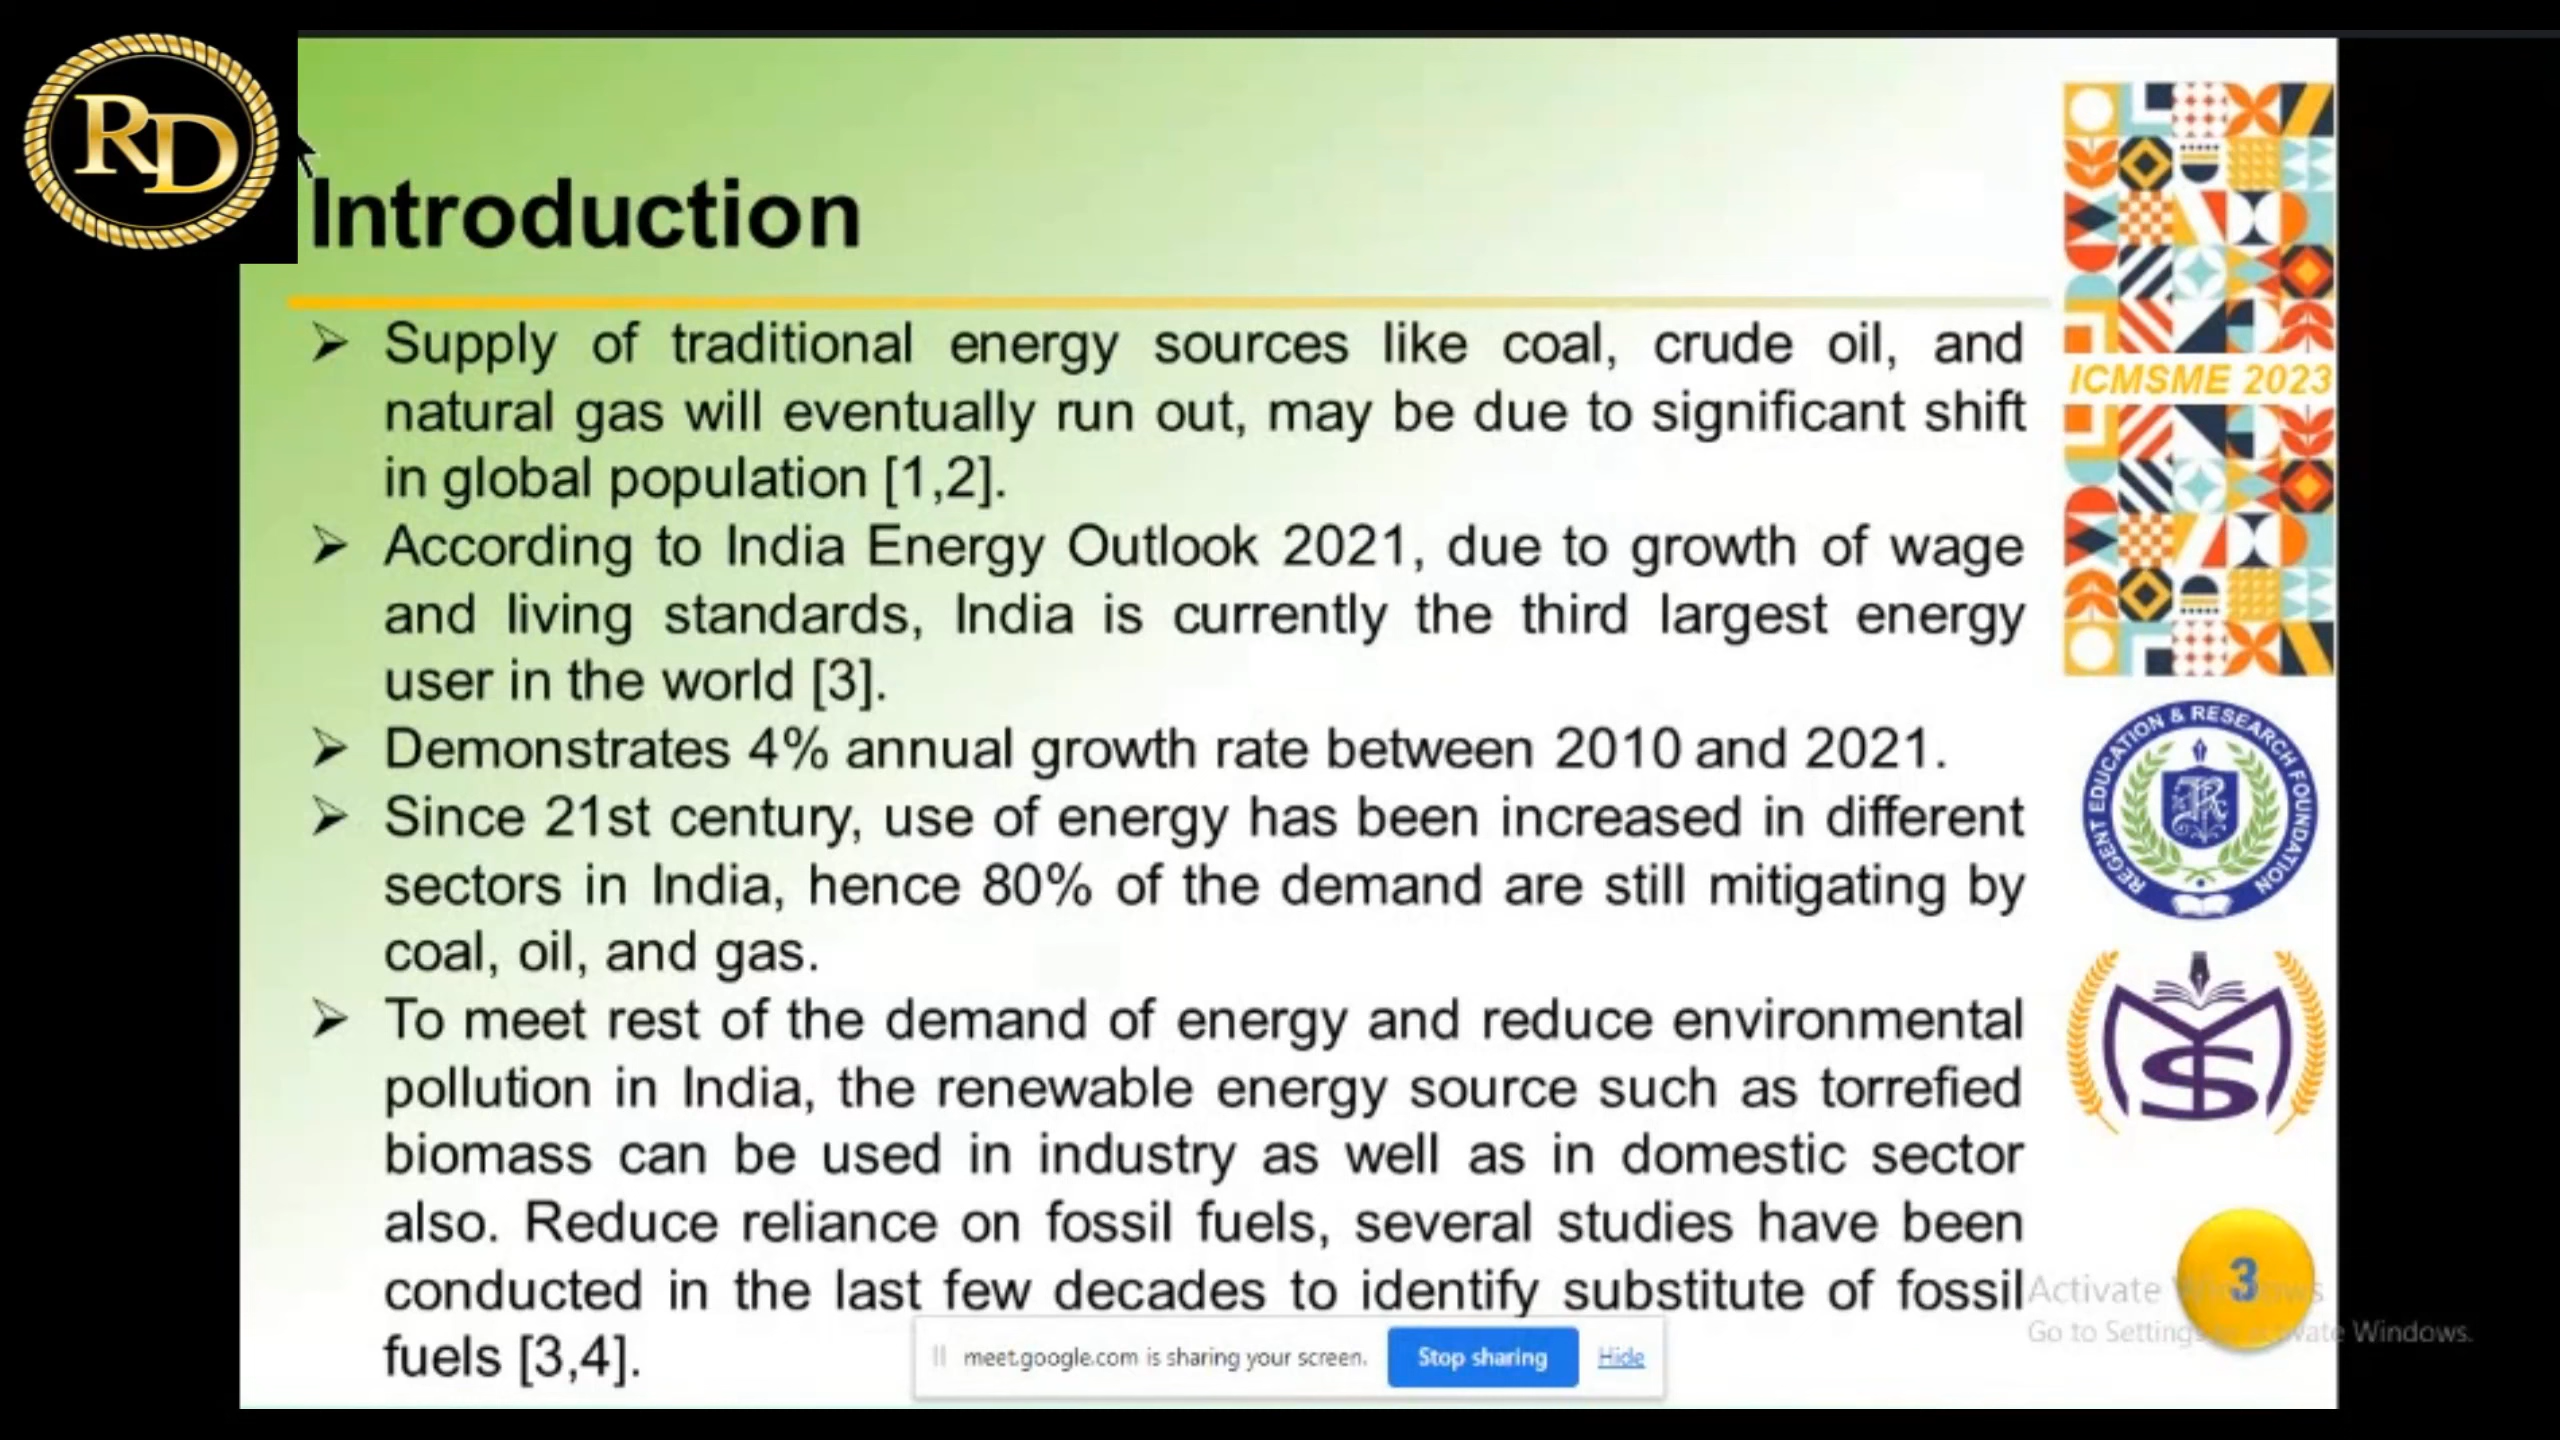 RD
Introduction
➢ Supply of traditional energy sources like coal, crude oil, and
natural gas will eventually run out, may be due to significant shift
in global population [1,2].
➢ According to India Energy Outlook 2021, due to growth of wage
and living standards, India is currently the third largest energy
user in the world [3].
➢ Demonstrates 4% annual growth rate between 2010 and 2021.
➢ Since 21st century, use of energy has been increased in different
sectors in India, hence 80% of the demand are still mitigating by
coal, oil, and gas.
➢ To meet rest of the demand of energy and reduce environmental
pollution in India, the renewable energy source such as torrefied
biomass can be used in industry as well as in domestic sector
also. Reduce reliance on fossil fuels, several studies have been
conducted in the last few decades to identify substitute of fossil
fuels [3,4].
ICMSME 2023
REGENT EDUCATION & RESEARCH FOUNDATION
R
MS
3
Activate Windows
Go to Settings to activate Windows.
meet.google.com is sharing your screen.
Stop sharing
Hide